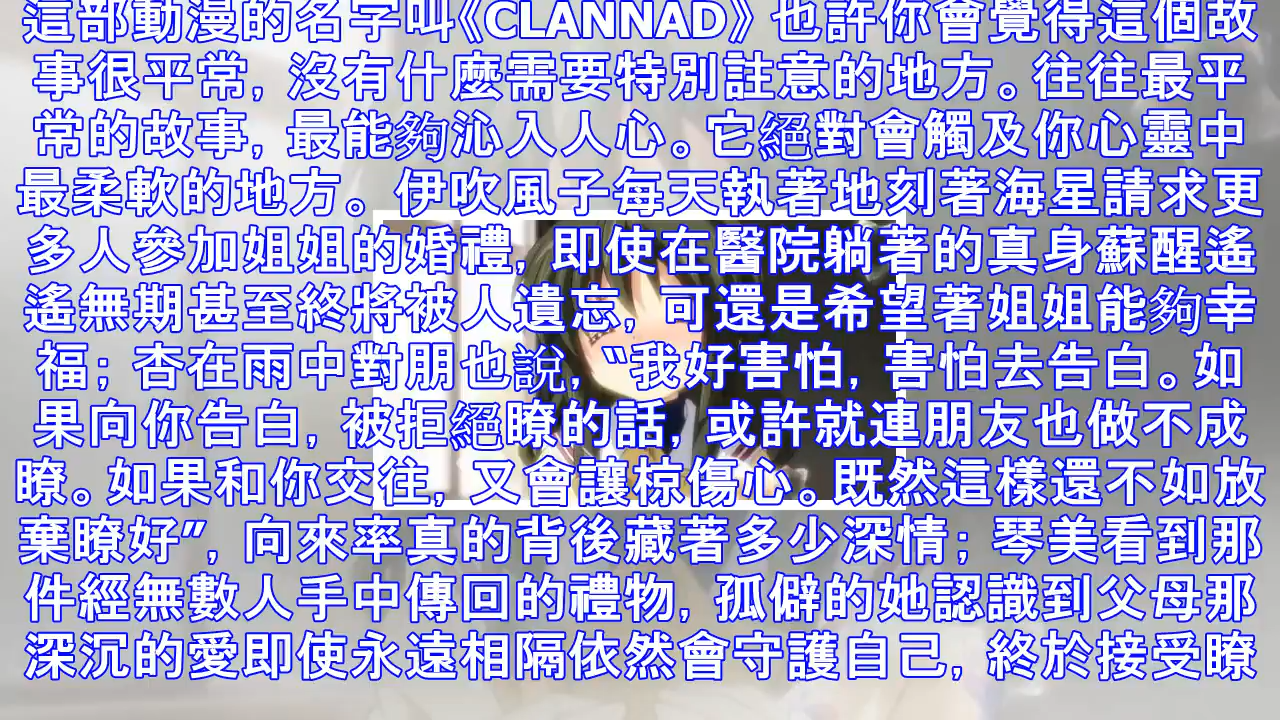 這部動漫的名字叫《CLANNAD》也許你會覺得這個故
事很平常, 沒有什麼需要特別註意的地方。往往最平
常的故事, 最能夠沁入人心。它絕對會觸及你心靈中
最柔軟的地方。伊吹風子每天執著地刻著海星請求更
多人參加姐姐的婚禮, 即使在醫院躺著的真身蘇醒遙
遙無期甚至終將被人遺忘, 可還是希望著姐姐能夠幸
福; 杏在雨中對朋也說, “我好害怕, 害怕去告白。如
果向你告白, 被拒絕瞭的話, 或許就連朋友也做不成
瞭。如果和你交往, 又會讓椋傷心。既然這樣還不如放
棄瞭好”, 向來率真的背後藏著多少深情; 琴美看到那
件經無數人手中傳回的禮物, 孤僻的她認識到父母那
深沉的愛即使永遠相隔依然會守護自己, 終於接受瞭